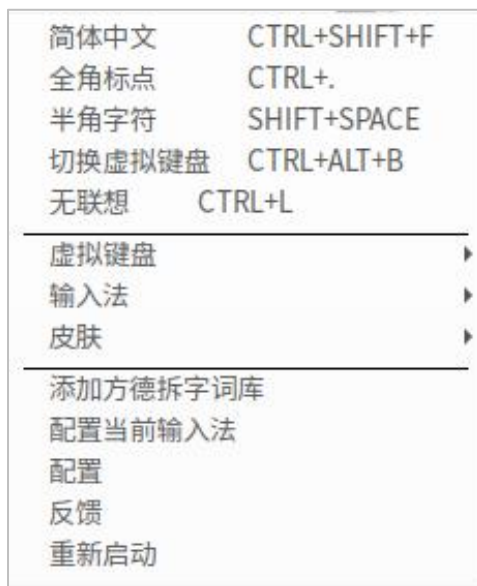 简体中文 CTRL+SHIFT+F
全角标点 CTRL+.
半角字符 SHIFT+SPACE
切换虚拟键盘 CTRL+ALT+B
无联想 CTRL+L
虚拟键盘
输入法
皮肤
添加方德拆字词库
配置当前输入法
配置
反馈
重新启动